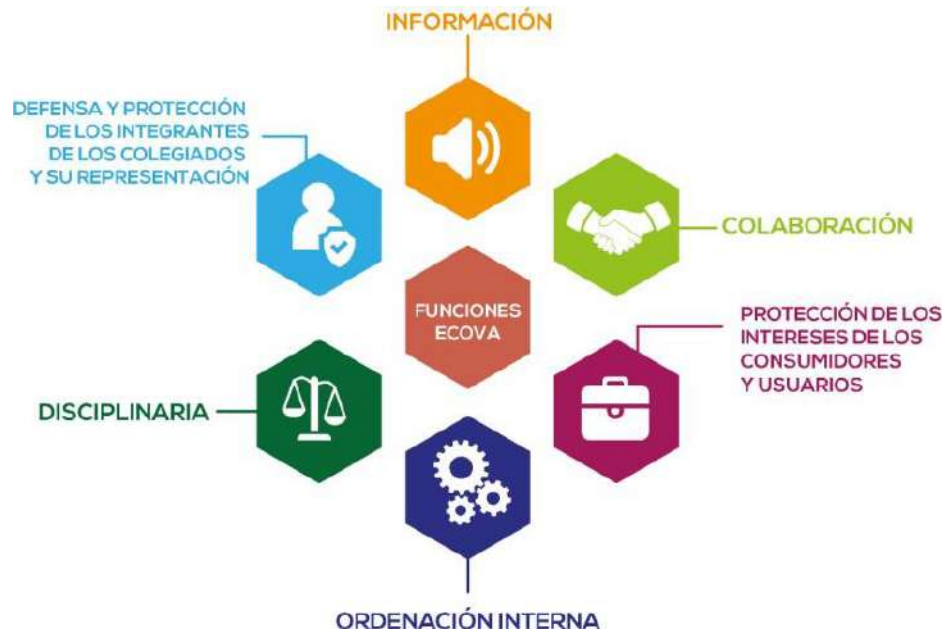 INFORMACIÓN
DEFENSA Y PROTECCIÓN
DE LOS INTEGRANTES
DE LOS COLEGIADOS
Y SU REPRESENTACIÓN
COLABORACIÓN
FUNCIONES
ECOVA
PROTECCIÓN DE LOS
INTERESES DE LOS
CONSUMIDORES
Y USUARIOS
DISCIPLINARIA
ORDENACIÓN INTERNA